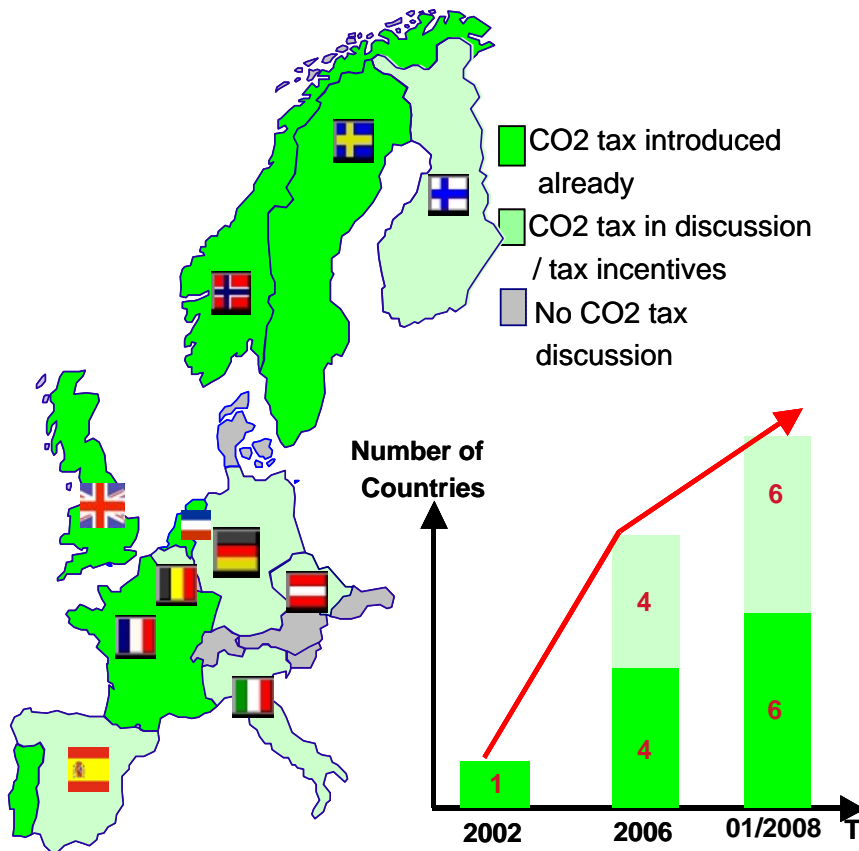 CO2 tax introduced
already
CO2 tax in discussion
/ tax incentives
No CO2 tax
discussion
Number of
Countries
6
4
6
4
1
2002
2006
01/2008
T